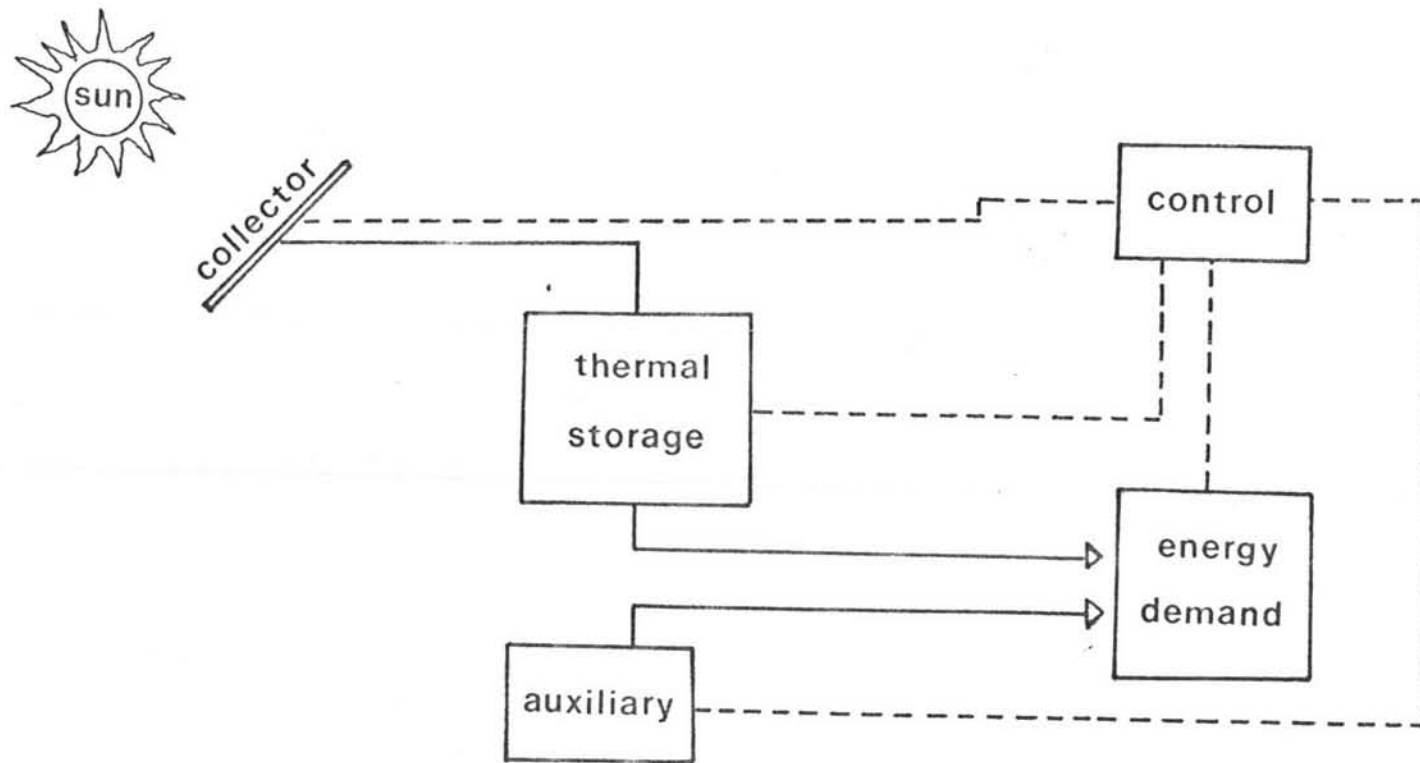 sun
collector
control
thermal
storage
energy
demand
auxiliary